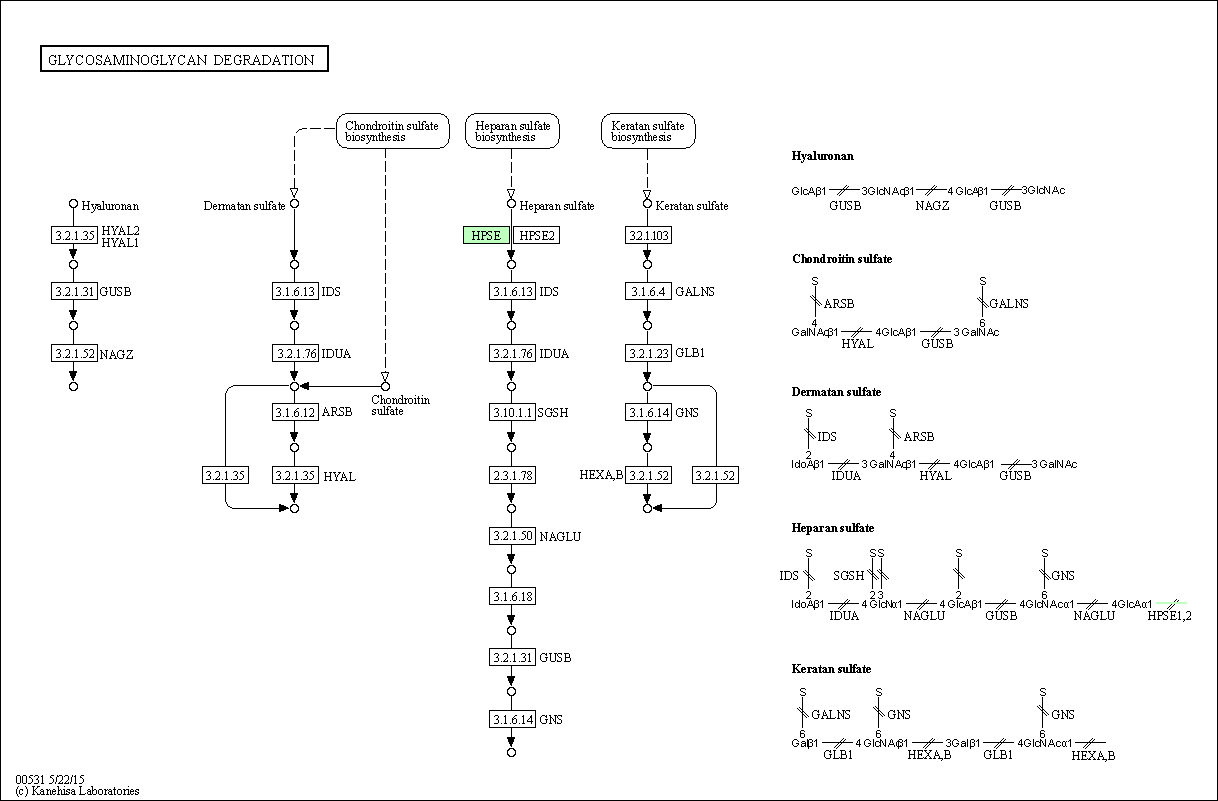 GLYCOSAMINOGLYCAN DEGRADATION
Chondroitin sulfate
biosynthesis
Heparan sulfate
biosynthesis
Keratan sulfate
biosynthesis
Hyaluronan
Dermatan sulfate
Heparan sulfate
Keratan sulfate
3.2.1.35
HYAL2
HYAL1
HPSE
HPSE2
3.2.1.103
3.2.1.31 GUSB
3.1.6.13 IDS
3.1.6.13 IDS
3.1.6.4 GALNS
3.2.1.52 NAGZ
3.2.1.76 IDUA
3.2.1.76 IDUA
3.2.1.23 GLB1
Chondroitin
sulfate
3.1.6.12 ARSB
3.10.1.1 SGSH
3.1.6.14 GNS
3.2.1.35
3.2.1.35 HYAL
2.3.1.78
HEXA,B 3.2.1.52
3.2.1.52
3.2.1.50 NAGLU
3.1.6.18
3.2.1.31 GUSB
3.1.6.14 GNS
Hyaluronan
GlcAβ1 3GlcNAcβ1 4 GlcAβ1 3GlcNAc
GUSB NAGZ GUSB
Chondroitin sulfate
S S
ARSB GALNS
4 6
GalNAcβ1 4GlcAβ1 3 GalNAc
HYAL GUSB
Dermatan sulfate
S S
IDS ARSB
2 4
IdoAβ1 3 GalNAcβ1 4GlcAβ1 3 GalNAc
IDUA HYAL GUSB
Heparan sulfate
S S S S S
IDS SGSH GNS
2 2 3 2 6
IdoAβ1 4 GlcNα1 4 GlcAβ1 4GlcNAcα1 4GlcAα1
IDUA NAGLU GUSB NAGLU HPSE1,2
Keratan sulfate
S S S
GALNS GNS GNS
6 6 6
Galβ1 4 GlcNAcβ1 3Galβ1 4GlcNAcα1
GLB1 HEXA,B GLB1 HEXA,B
00531 5/22/15
(c) Kanehisa Laboratories